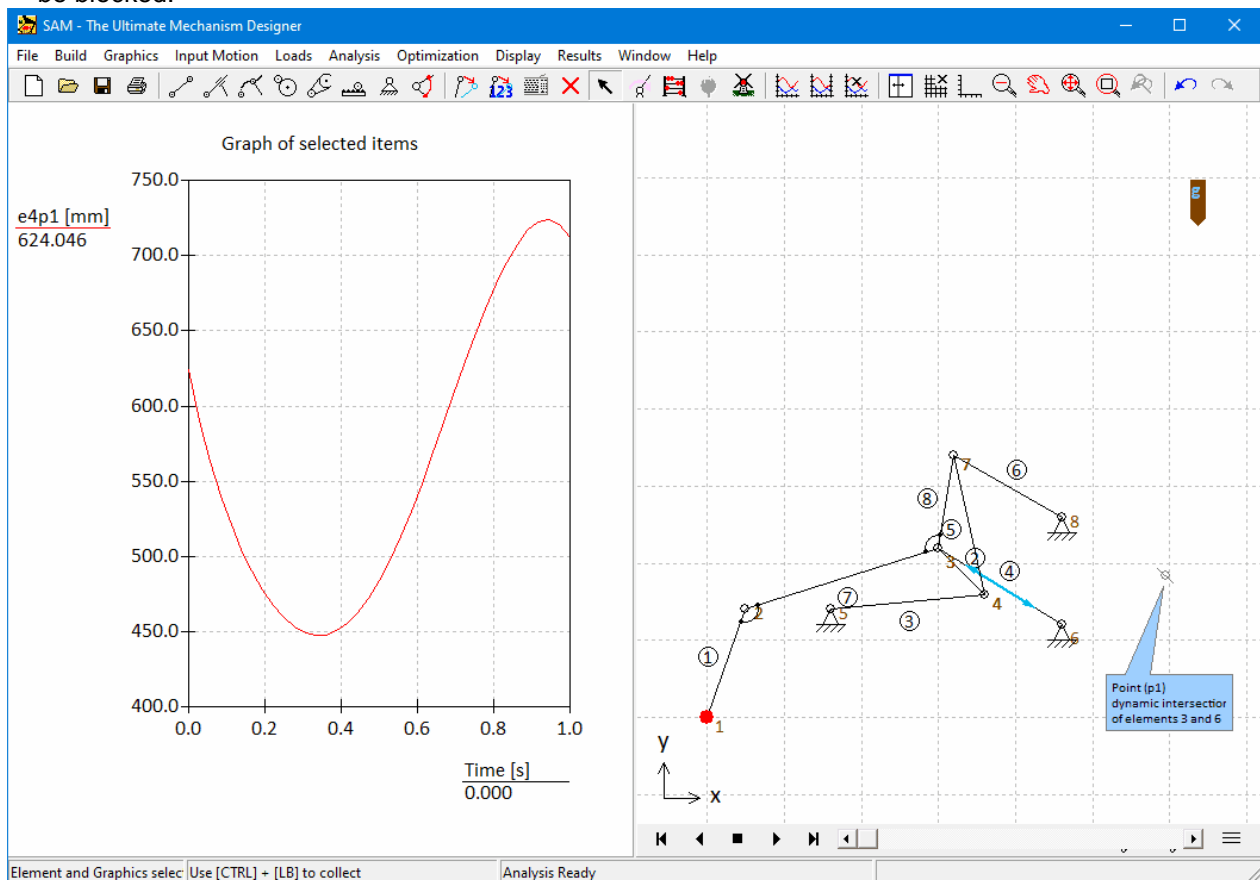 be blocked.
SAM - The Ultimate Mechanism Designer
File Build Graphics Input Motion Loads Analysis Optimization Display Results Window Help
123
Graph of selected items
e4p1 [mm]
624.046
750.0
700.0
650.0
600.0
550.0
500.0
450.0
400.0
0.0 0.2 0.4 0.6 0.8 1.0
Time [s]
0.000
g
7
6
8
8
5
3
2
4
2
7
5
4
3
6
1
1
Point (p1)
dynamic intersection
of elements 3 and 6
y
x
Element and Graphics selec
Use [CTRL] + [LB] to collect
Analysis Ready